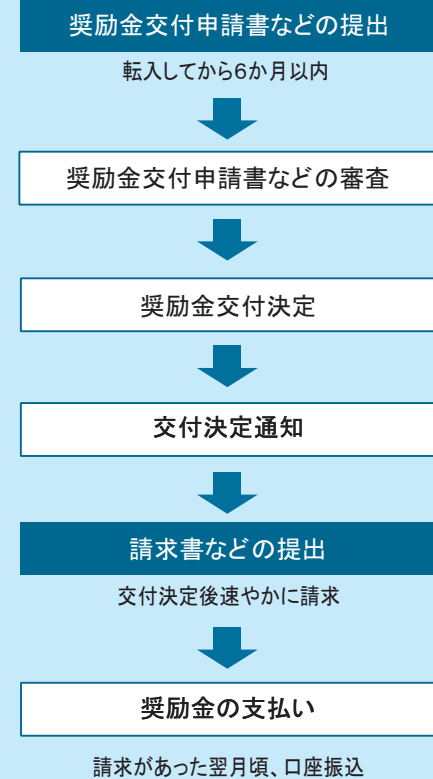 奨励金交付申請書などの提出
転入してから6か月以内
奨励金交付申請書などの審査
奨励金交付決定
交付決定通知
請求書などの提出
交付決定後速やかに請求
奨励金の支払い
請求があった翌月頃、口座振込